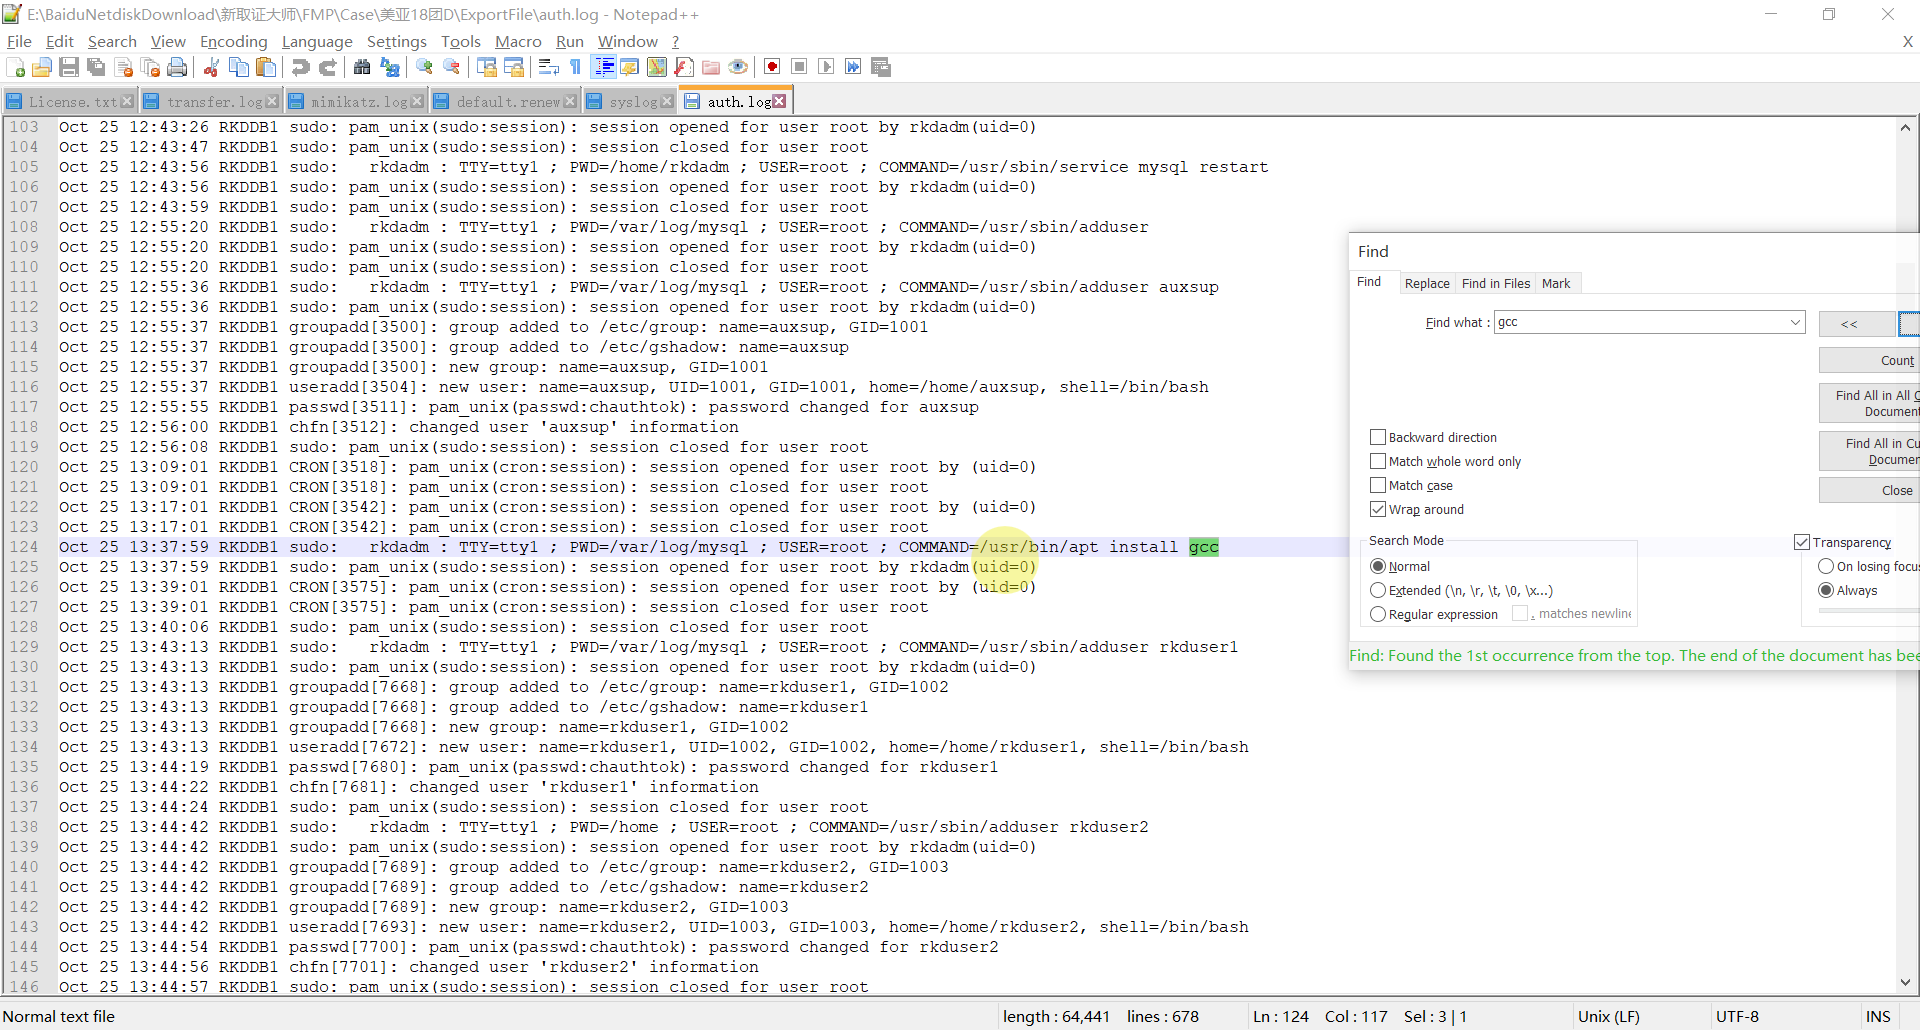 E:\BaiduNetdiskDownload\新取证大师\FMP\Case\美亚18团D\ExportFile\auth.log - Notepad++
File Edit Search View Encoding Language Settings Tools Macro Run Window ? X
License.txt transfer.log mimikatz.log default.renew syslog auth.log
103 Oct 25 12:43:26 RKDDB1 sudo: pam_unix(sudo:session): session opened for user root by rkdadm(uid=0)
104 Oct 25 12:43:47 RKDDB1 sudo: pam_unix(sudo:session): session closed for user root
105 Oct 25 12:43:56 RKDDB1 sudo:   rkdadm : TTY=tty1 ; PWD=/home/rkdadm ; USER=root ; COMMAND=/usr/sbin/service mysql restart
106 Oct 25 12:43:56 RKDDB1 sudo: pam_unix(sudo:session): session opened for user root by rkdadm(uid=0)
107 Oct 25 12:43:59 RKDDB1 sudo: pam_unix(sudo:session): session closed for user root
108 Oct 25 12:55:20 RKDDB1 sudo:   rkdadm : TTY=tty1 ; PWD=/var/log/mysql ; USER=root ; COMMAND=/usr/sbin/adduser
109 Oct 25 12:55:20 RKDDB1 sudo: pam_unix(sudo:session): session opened for user root by rkdadm(uid=0)
110 Oct 25 12:55:20 RKDDB1 sudo: pam_unix(sudo:session): session closed for user root
111 Oct 25 12:55:36 RKDDB1 sudo:   rkdadm : TTY=tty1 ; PWD=/var/log/mysql ; USER=root ; COMMAND=/usr/sbin/adduser auxsup
112 Oct 25 12:55:36 RKDDB1 sudo: pam_unix(sudo:session): session opened for user root by rkdadm(uid=0)
113 Oct 25 12:55:37 RKDDB1 groupadd[3500]: group added to /etc/group: name=auxsup, GID=1001
114 Oct 25 12:55:37 RKDDB1 groupadd[3500]: group added to /etc/gshadow: name=auxsup
115 Oct 25 12:55:37 RKDDB1 groupadd[3500]: new group: name=auxsup, GID=1001
116 Oct 25 12:55:37 RKDDB1 useradd[3504]: new user: name=auxsup, UID=1001, GID=1001, home=/home/auxsup, shell=/bin/bash
117 Oct 25 12:55:55 RKDDB1 passwd[3511]: pam_unix(passwd:chauthtok): password changed for auxsup
118 Oct 25 12:56:00 RKDDB1 chfn[3512]: changed user 'auxsup' information
119 Oct 25 12:56:08 RKDDB1 sudo: pam_unix(sudo:session): session closed for user root
120 Oct 25 13:09:01 RKDDB1 CRON[3518]: pam_unix(cron:session): session opened for user root by (uid=0)
121 Oct 25 13:09:01 RKDDB1 CRON[3518]: pam_unix(cron:session): session closed for user root
122 Oct 25 13:17:01 RKDDB1 CRON[3542]: pam_unix(cron:session): session opened for user root by (uid=0)
123 Oct 25 13:17:01 RKDDB1 CRON[3542]: pam_unix(cron:session): session closed for user root
124 Oct 25 13:37:59 RKDDB1 sudo:   rkdadm : TTY=tty1 ; PWD=/var/log/mysql ; USER=root ; COMMAND=/usr/bin/apt install gcc
125 Oct 25 13:37:59 RKDDB1 sudo: pam_unix(sudo:session): session opened for user root by rkdadm(uid=0)
126 Oct 25 13:39:01 RKDDB1 CRON[3575]: pam_unix(cron:session): session opened for user root by (uid=0)
127 Oct 25 13:39:01 RKDDB1 CRON[3575]: pam_unix(cron:session): session closed for user root
128 Oct 25 13:40:06 RKDDB1 sudo: pam_unix(sudo:session): session closed for user root
129 Oct 25 13:43:13 RKDDB1 sudo:   rkdadm : TTY=tty1 ; PWD=/var/log/mysql ; USER=root ; COMMAND=/usr/sbin/adduser rkduser1
130 Oct 25 13:43:13 RKDDB1 sudo: pam_unix(sudo:session): session opened for user root by rkdadm(uid=0)
131 Oct 25 13:43:13 RKDDB1 groupadd[7668]: group added to /etc/group: name=rkduser1, GID=1002
132 Oct 25 13:43:13 RKDDB1 groupadd[7668]: group added to /etc/gshadow: name=rkduser1
133 Oct 25 13:43:13 RKDDB1 groupadd[7668]: new group: name=rkduser1, GID=1002
134 Oct 25 13:43:13 RKDDB1 useradd[7672]: new user: name=rkduser1, UID=1002, GID=1002, home=/home/rkduser1, shell=/bin/bash
135 Oct 25 13:44:19 RKDDB1 passwd[7680]: pam_unix(passwd:chauthtok): password changed for rkduser1
136 Oct 25 13:44:22 RKDDB1 chfn[7681]: changed user 'rkduser1' information
137 Oct 25 13:44:24 RKDDB1 sudo: pam_unix(sudo:session): session closed for user root
138 Oct 25 13:44:42 RKDDB1 sudo:   rkdadm : TTY=tty1 ; PWD=/home ; USER=root ; COMMAND=/usr/sbin/adduser rkduser2
139 Oct 25 13:44:42 RKDDB1 sudo: pam_unix(sudo:session): session opened for user root by rkdadm(uid=0)
140 Oct 25 13:44:42 RKDDB1 groupadd[7689]: group added to /etc/group: name=rkduser2, GID=1003
141 Oct 25 13:44:42 RKDDB1 groupadd[7689]: group added to /etc/gshadow: name=rkduser2
142 Oct 25 13:44:42 RKDDB1 groupadd[7689]: new group: name=rkduser2, GID=1003
143 Oct 25 13:44:42 RKDDB1 useradd[7693]: new user: name=rkduser2, UID=1003, GID=1003, home=/home/rkduser2, shell=/bin/bash
144 Oct 25 13:44:54 RKDDB1 passwd[7700]: pam_unix(passwd:chauthtok): password changed for rkduser2
145 Oct 25 13:44:56 RKDDB1 chfn[7701]: changed user 'rkduser2' information
146 Oct 25 13:44:57 RKDDB1 sudo: pam_unix(sudo:session): session closed for user root
Find
Find Replace Find in Files Mark
Find what : gcc <<
Count
Find All in All C
Document
Find All in Cu
Documen
Close
Backward direction
Match whole word only
Match case
Wrap around
Search Mode
Normal
Extended (\n, \r, \t, \0, \x...)
Regular expression . matches newline
Transparency
On losing focus
Always
Find: Found the 1st occurrence from the top. The end of the document has bee
Normal text file length : 64,441 lines : 678 Ln : 124 Col : 117 Sel : 3 | 1 Unix (LF) UTF-8 INS